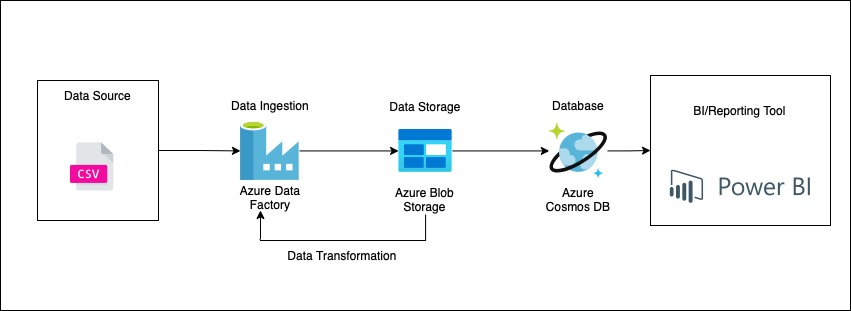 Data Source
CSV
Data Ingestion
Azure Data
Factory
Data Storage
Azure Blob
Storage
Data Transformation
Database
Azure
Cosmos DB
BI/Reporting Tool
Power BI